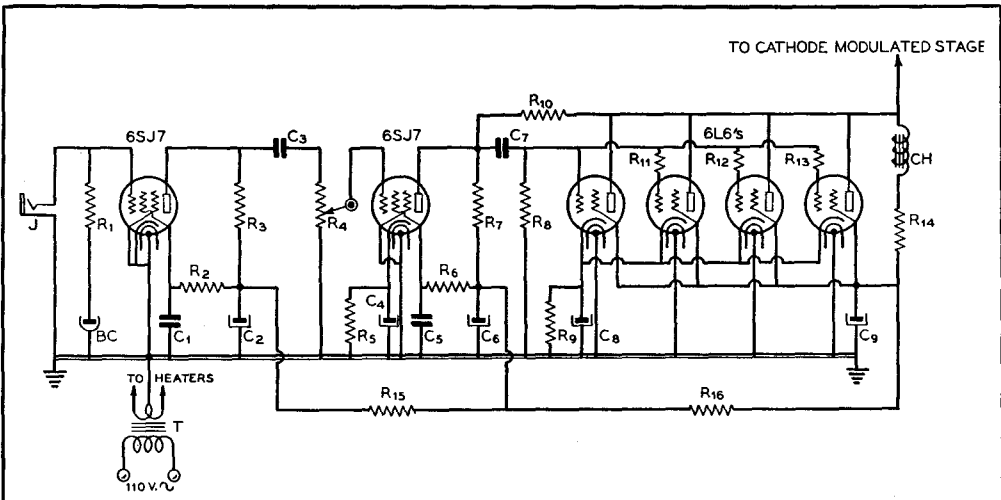 TO CATHODE MODULATED STAGE
R10
6SJ7
C3
6SJ7
C7
6L6's
R11
R12
R13
CH
J
R1
R3
R4
R7
R8
R14
R2
R6
C4
BC
C1
C2
R5
C5
C6
R9
C8
C9
TO HEATERS
R15
R16
T
110 V.∿